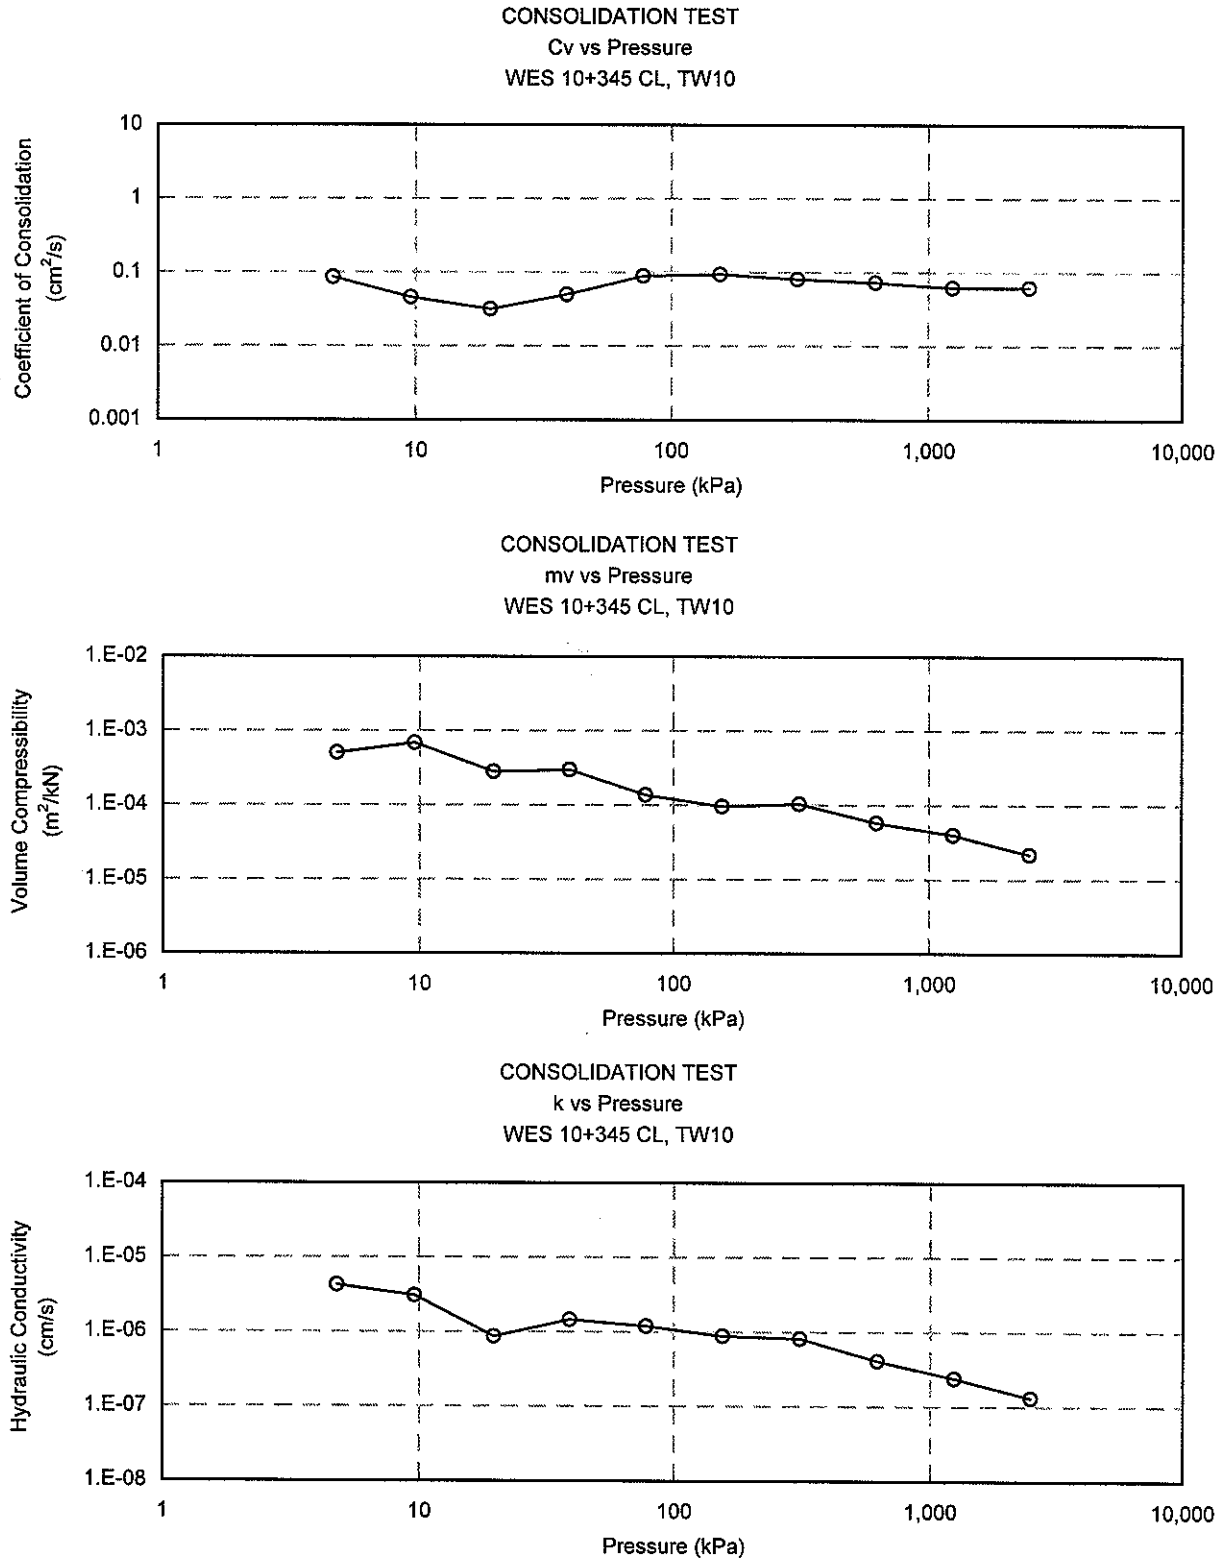 CONSOLIDATION TEST
Cv vs Pressure
WES 10+345 CL, TW10
Coefficient of Consolidation
(cm²/s)
10
1
0.1
0.01
0.001
1
10
100
1,000
10,000
Pressure (kPa)
CONSOLIDATION TEST
mv vs Pressure
WES 10+345 CL, TW10
Volume Compressibility
(m²/kN)
1.E-02
1.E-03
1.E-04
1.E-05
1.E-06
1
10
100
1,000
10,000
Pressure (kPa)
CONSOLIDATION TEST
k vs Pressure
WES 10+345 CL, TW10
Hydraulic Conductivity
(cm/s)
1.E-04
1.E-05
1.E-06
1.E-07
1.E-08
1
10
100
1,000
10,000
Pressure (kPa)